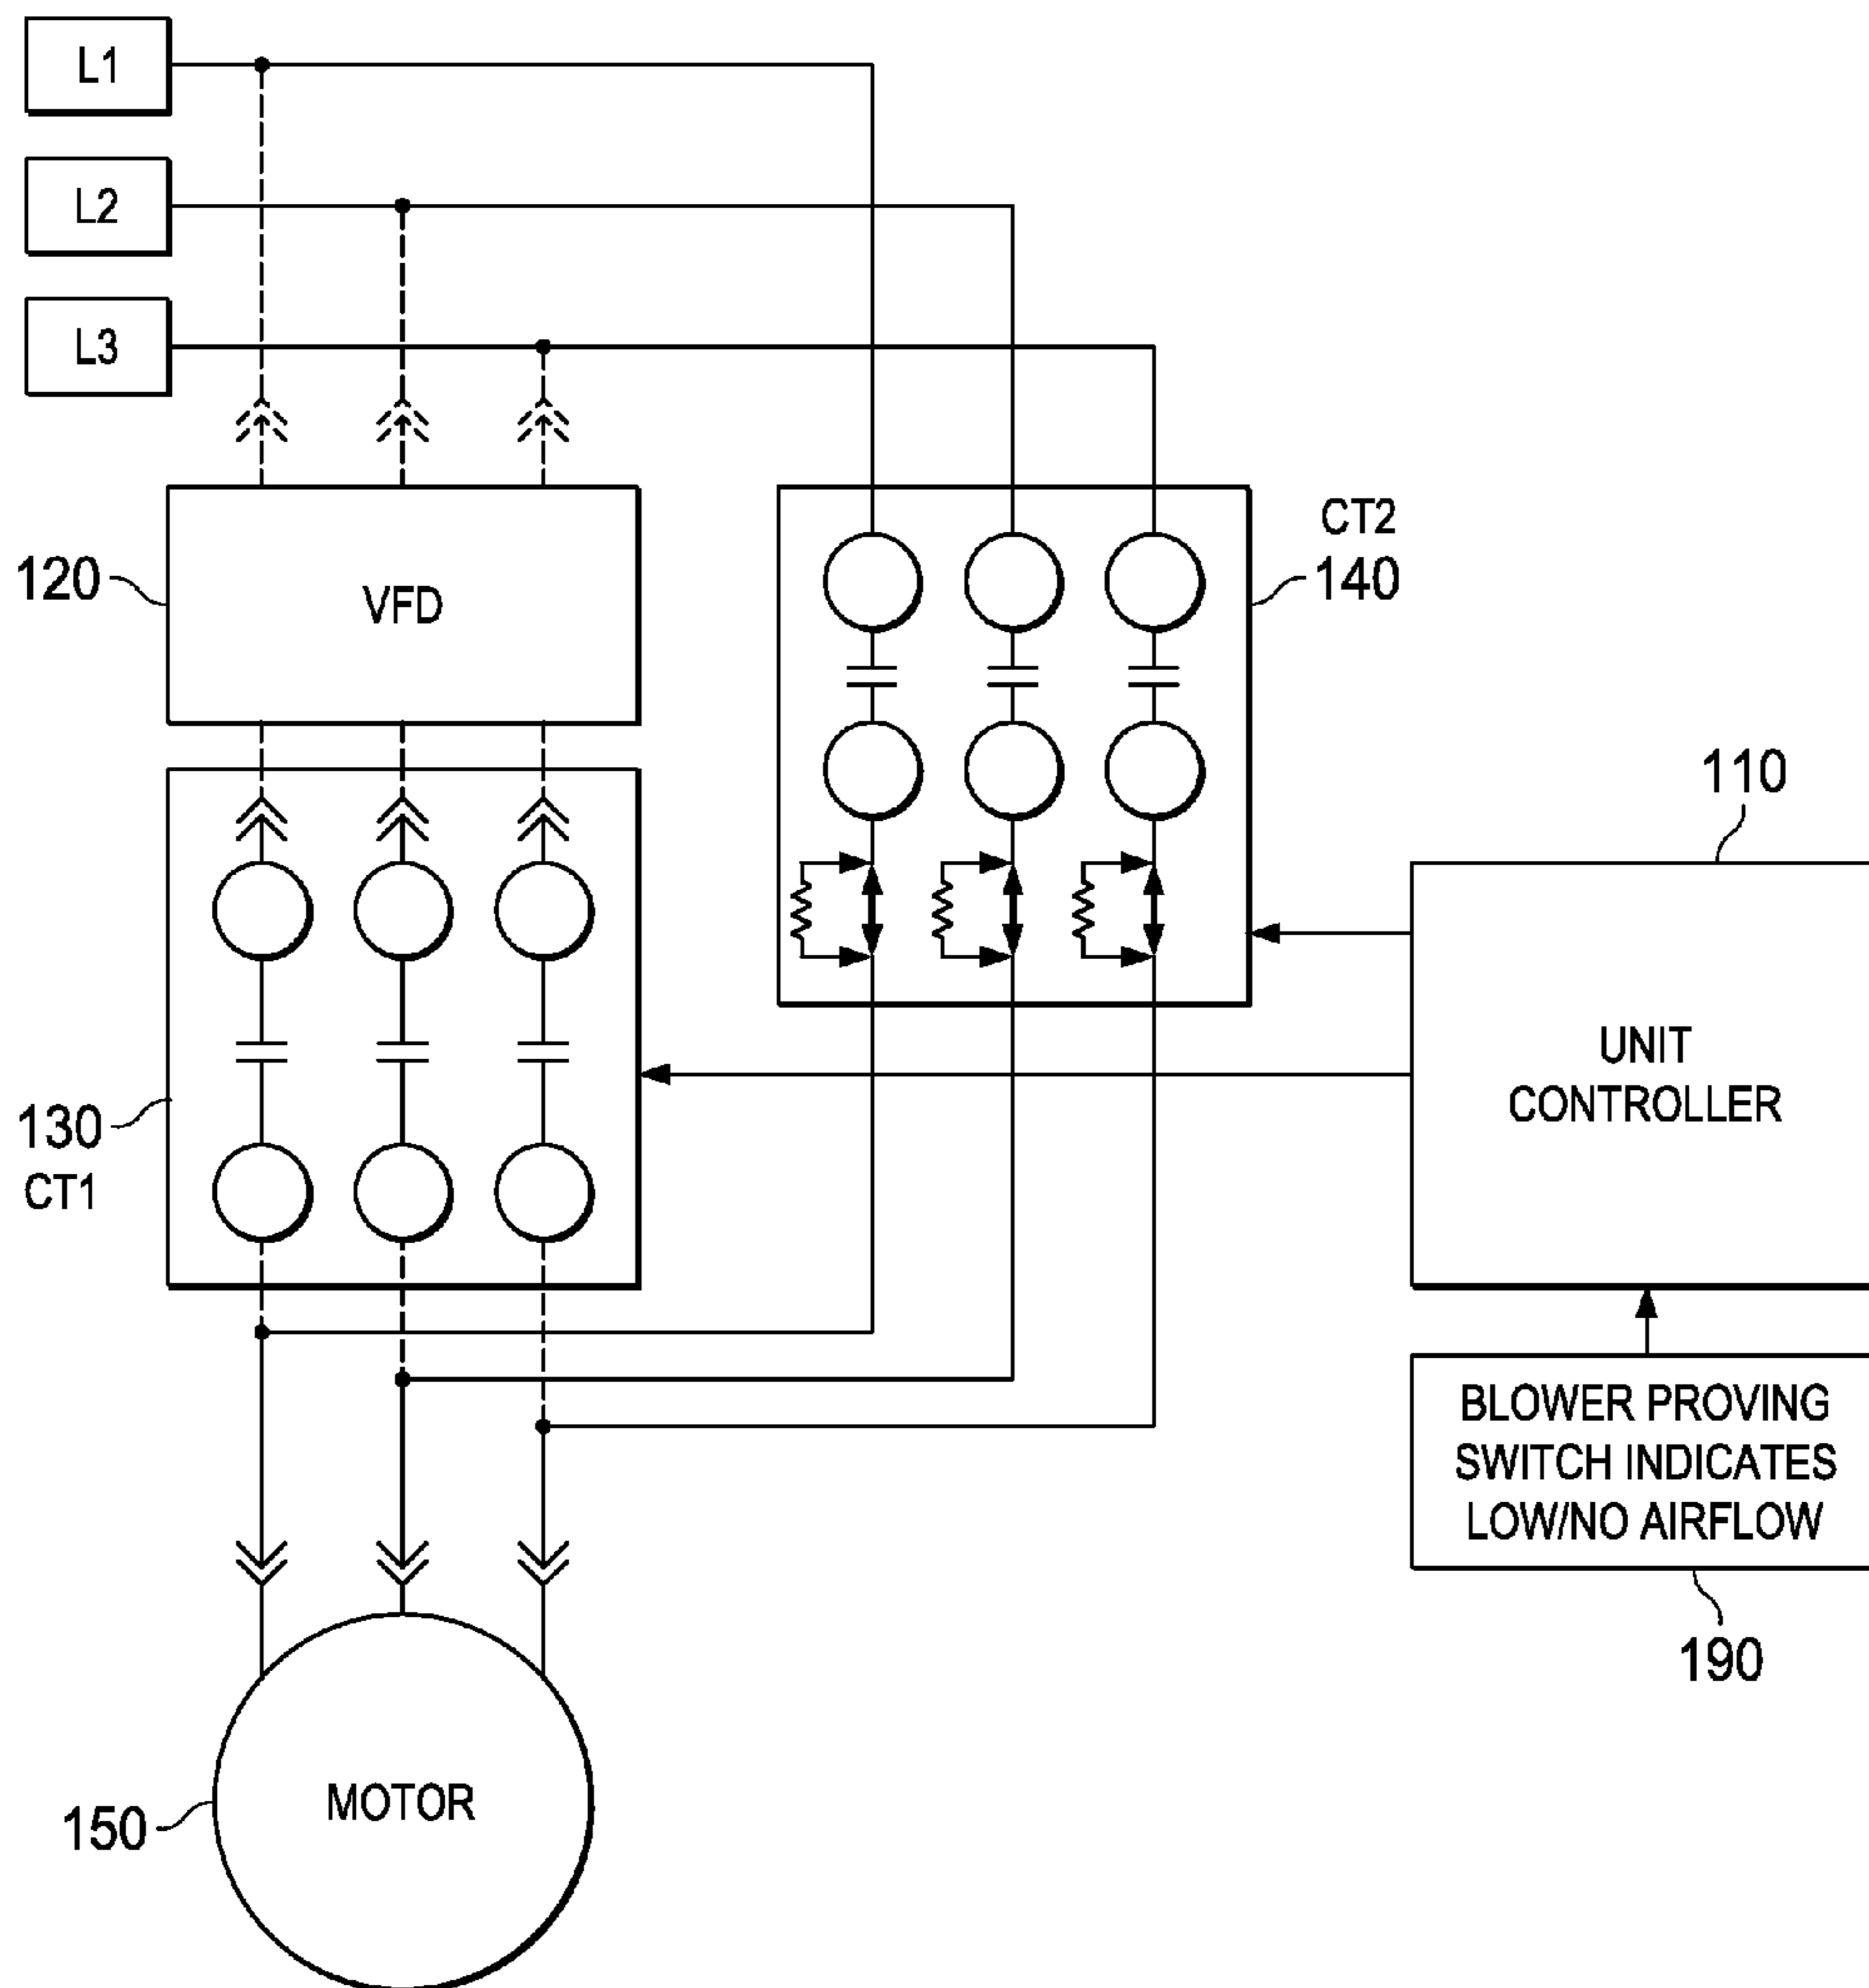 L1
L2
L3
120
VFD
CT2
140
110
130
CT1
UNIT
CONTROLLER
BLOWER PROVING
SWITCH INDICATES
LOW/NO AIRFLOW
190
150
MOTOR